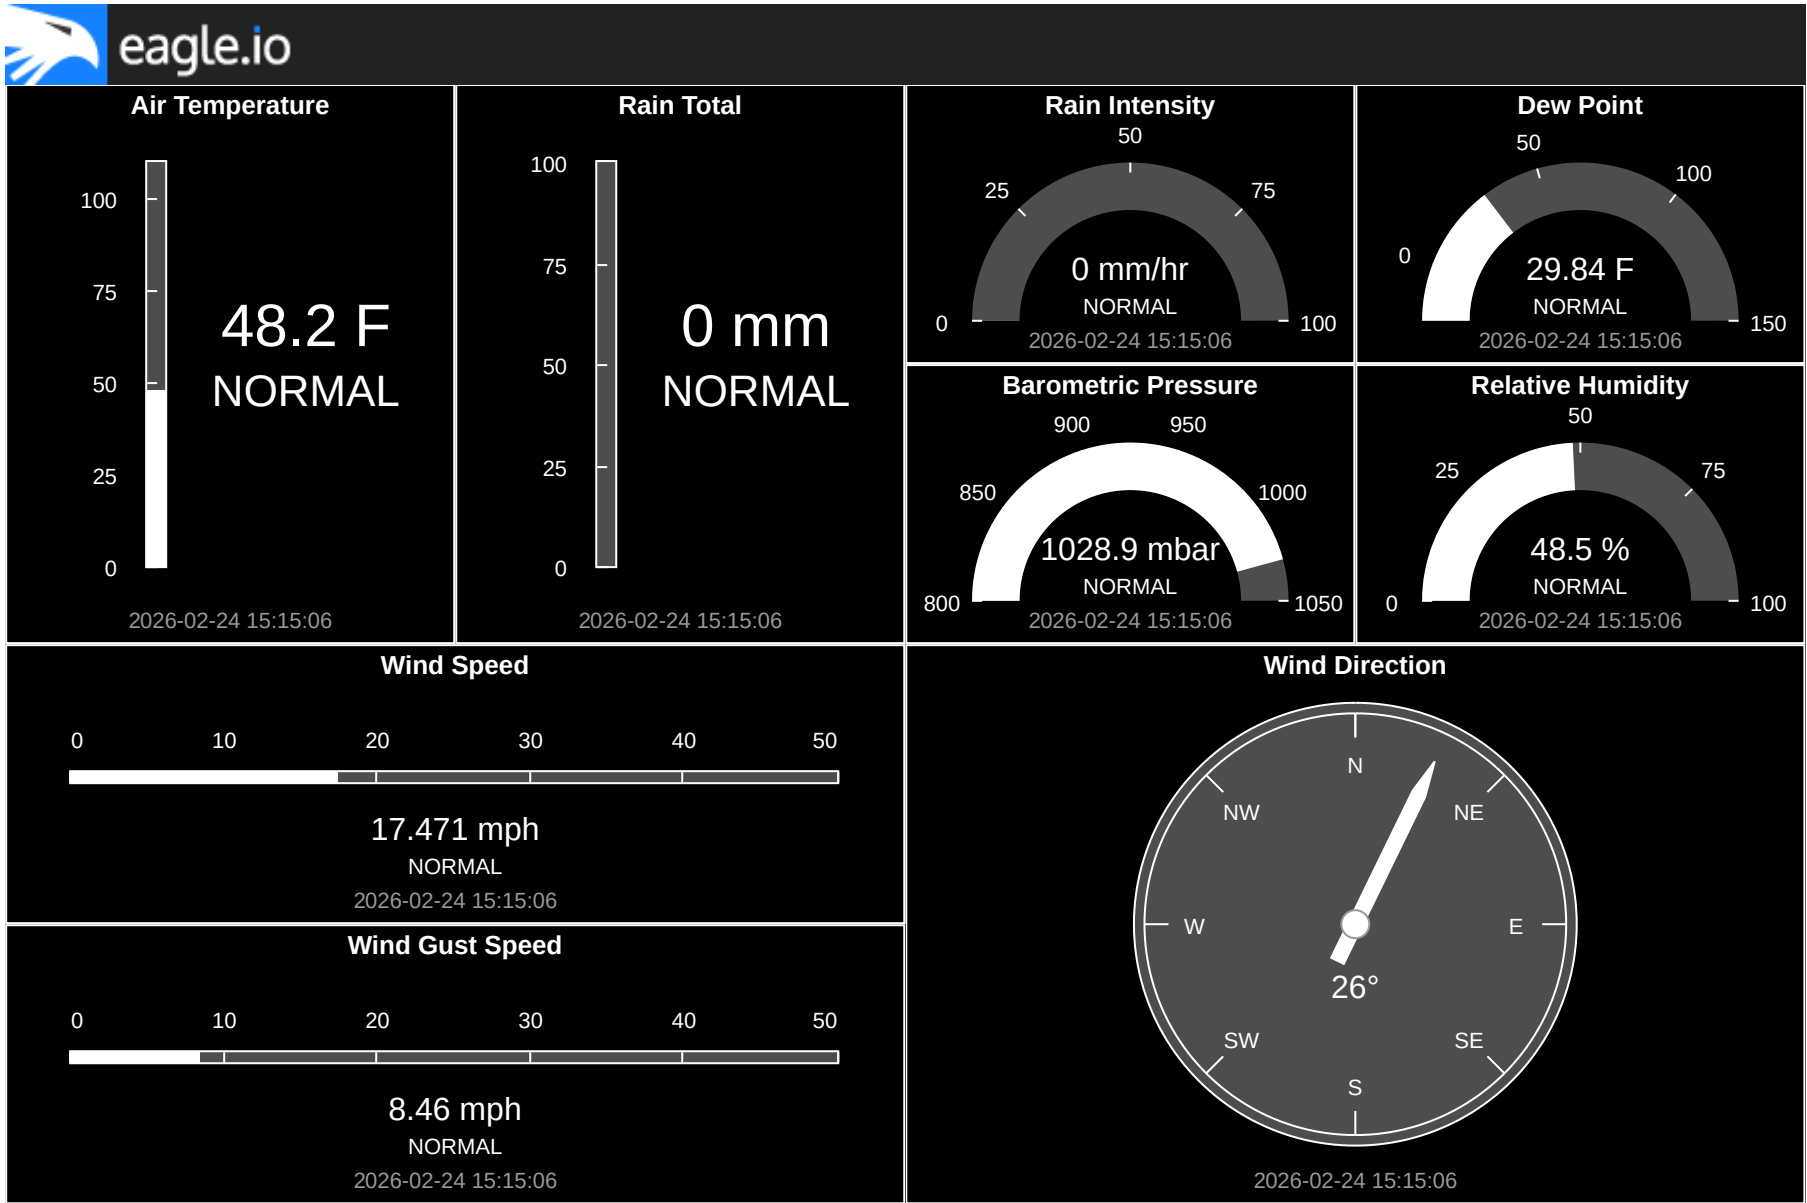 eagle.io
Air Temperature
100
75
50
25
0
48.2 F
NORMAL
2026-02-24 15:15:06
Rain Total
100
75
50
25
0
0 mm
NORMAL
2026-02-24 15:15:06
Rain Intensity
50
25
75
0
100
0 mm/hr
NORMAL
2026-02-24 15:15:06
Dew Point
50
100
0
150
29.84 F
NORMAL
2026-02-24 15:15:06
Barometric Pressure
900
950
850
1000
800
1050
1028.9 mbar
NORMAL
2026-02-24 15:15:06
Relative Humidity
50
25
75
0
100
48.5 %
NORMAL
2026-02-24 15:15:06
Wind Speed
0 10 20 30 40 50
17.471 mph
NORMAL
2026-02-24 15:15:06
Wind Gust Speed
0 10 20 30 40 50
8.46 mph
NORMAL
2026-02-24 15:15:06
Wind Direction
N
NW NE
W E
26°
SW SE
S
2026-02-24 15:15:06